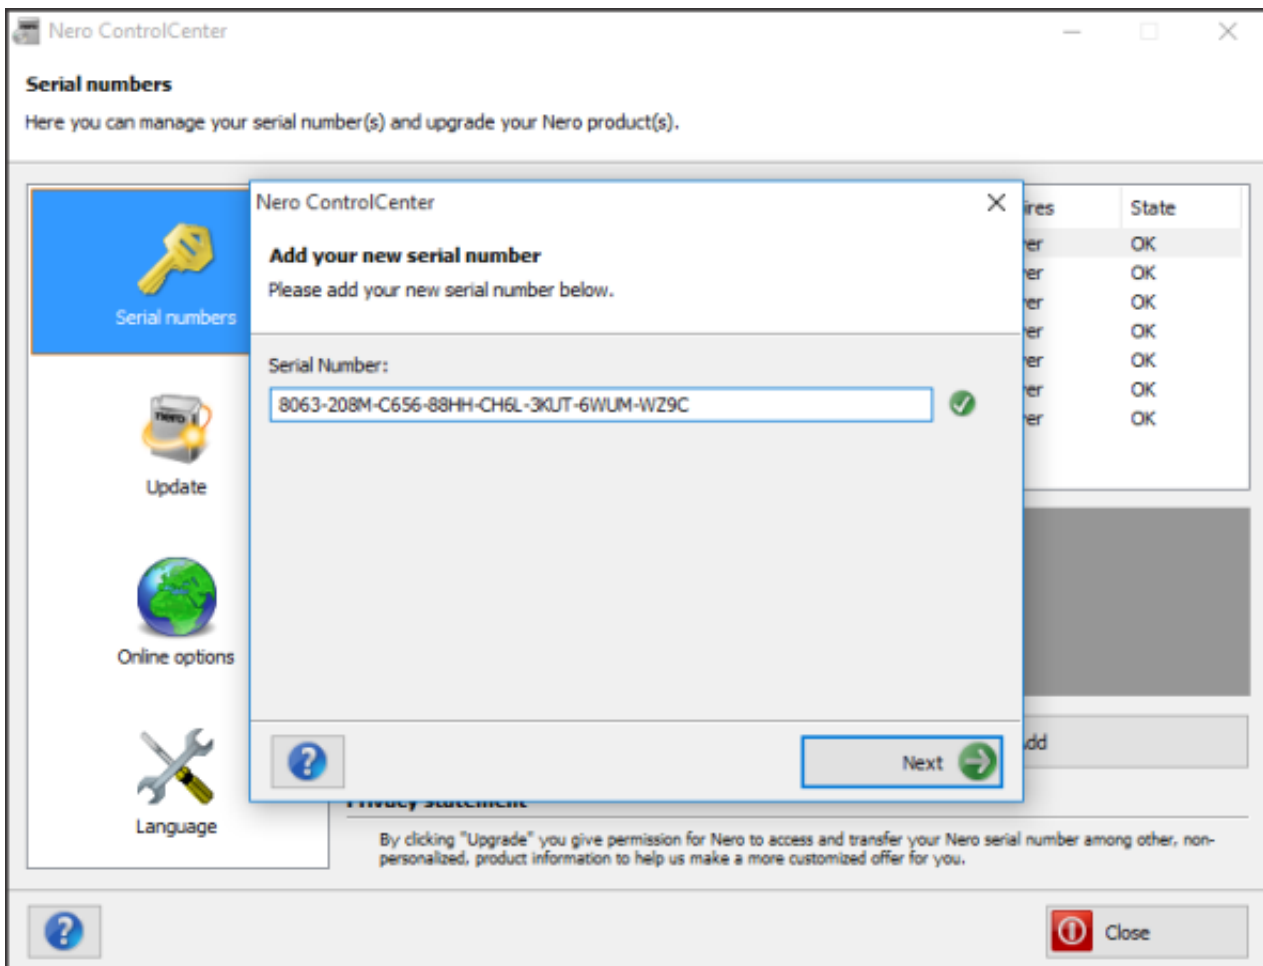 Nero ControlCenter
Serial numbers
Here you can manage your serial number(s) and upgrade your Nero product(s).
Serial numbers
Update
Online options
Language
Nero ControlCenter
Add your new serial number
Please add your new serial number below.
Serial Number:
8063-208M-C656-88HH-CH6L-3KUT-6WUM-WZ9C
Next
State
OK
OK
OK
OK
OK
OK
OK
Privacy statement
By clicking "Upgrade" you give permission for Nero to access and transfer your Nero serial number among other, non-
personalized, product information to help us make a more customized offer for you.
Close